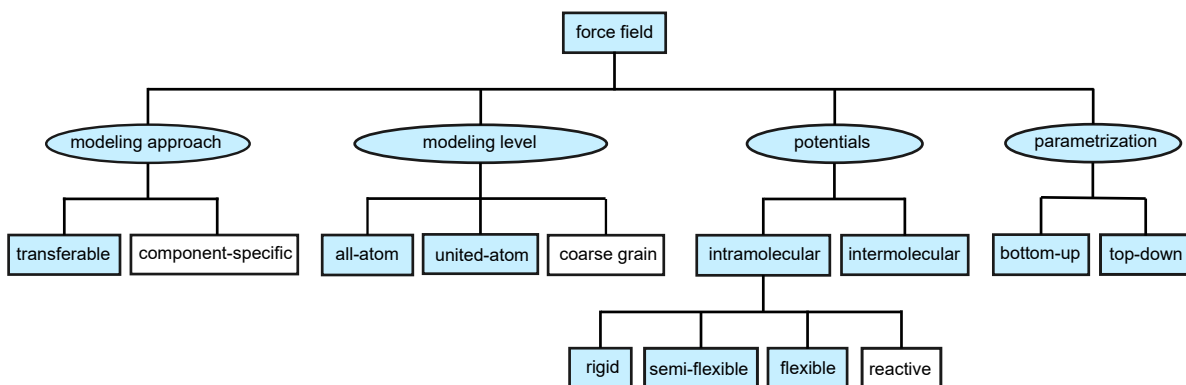 force field
modeling approach
modeling level
potentials
parametrization
transferable
component-specific
all-atom
united-atom
coarse grain
intramolecular
intermolecular
bottom-up
top-down
rigid
semi-flexible
flexible
reactive